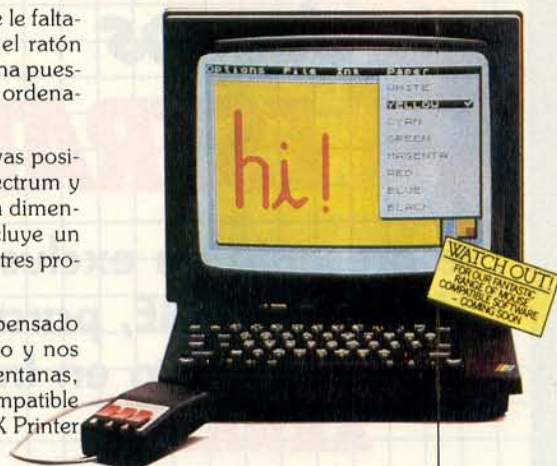 e le falta-
el ratón
na pues-
ordena-
vas posi-
ectrum y
n dimen-
cluye un
tres pro-
pensado
o y nos
entanas,
mpatible
X Printer
Options File Ink Paper
WHITE
YELLOW
CYAN
GREEN
MAGENTA
RED
BLUE
BLACK
hi!
WATCH OUT!
FOR OUR FANTASTIC
RANGE OF MOUSE
COMPATIBLE SOFTWARE
- COMING SOON